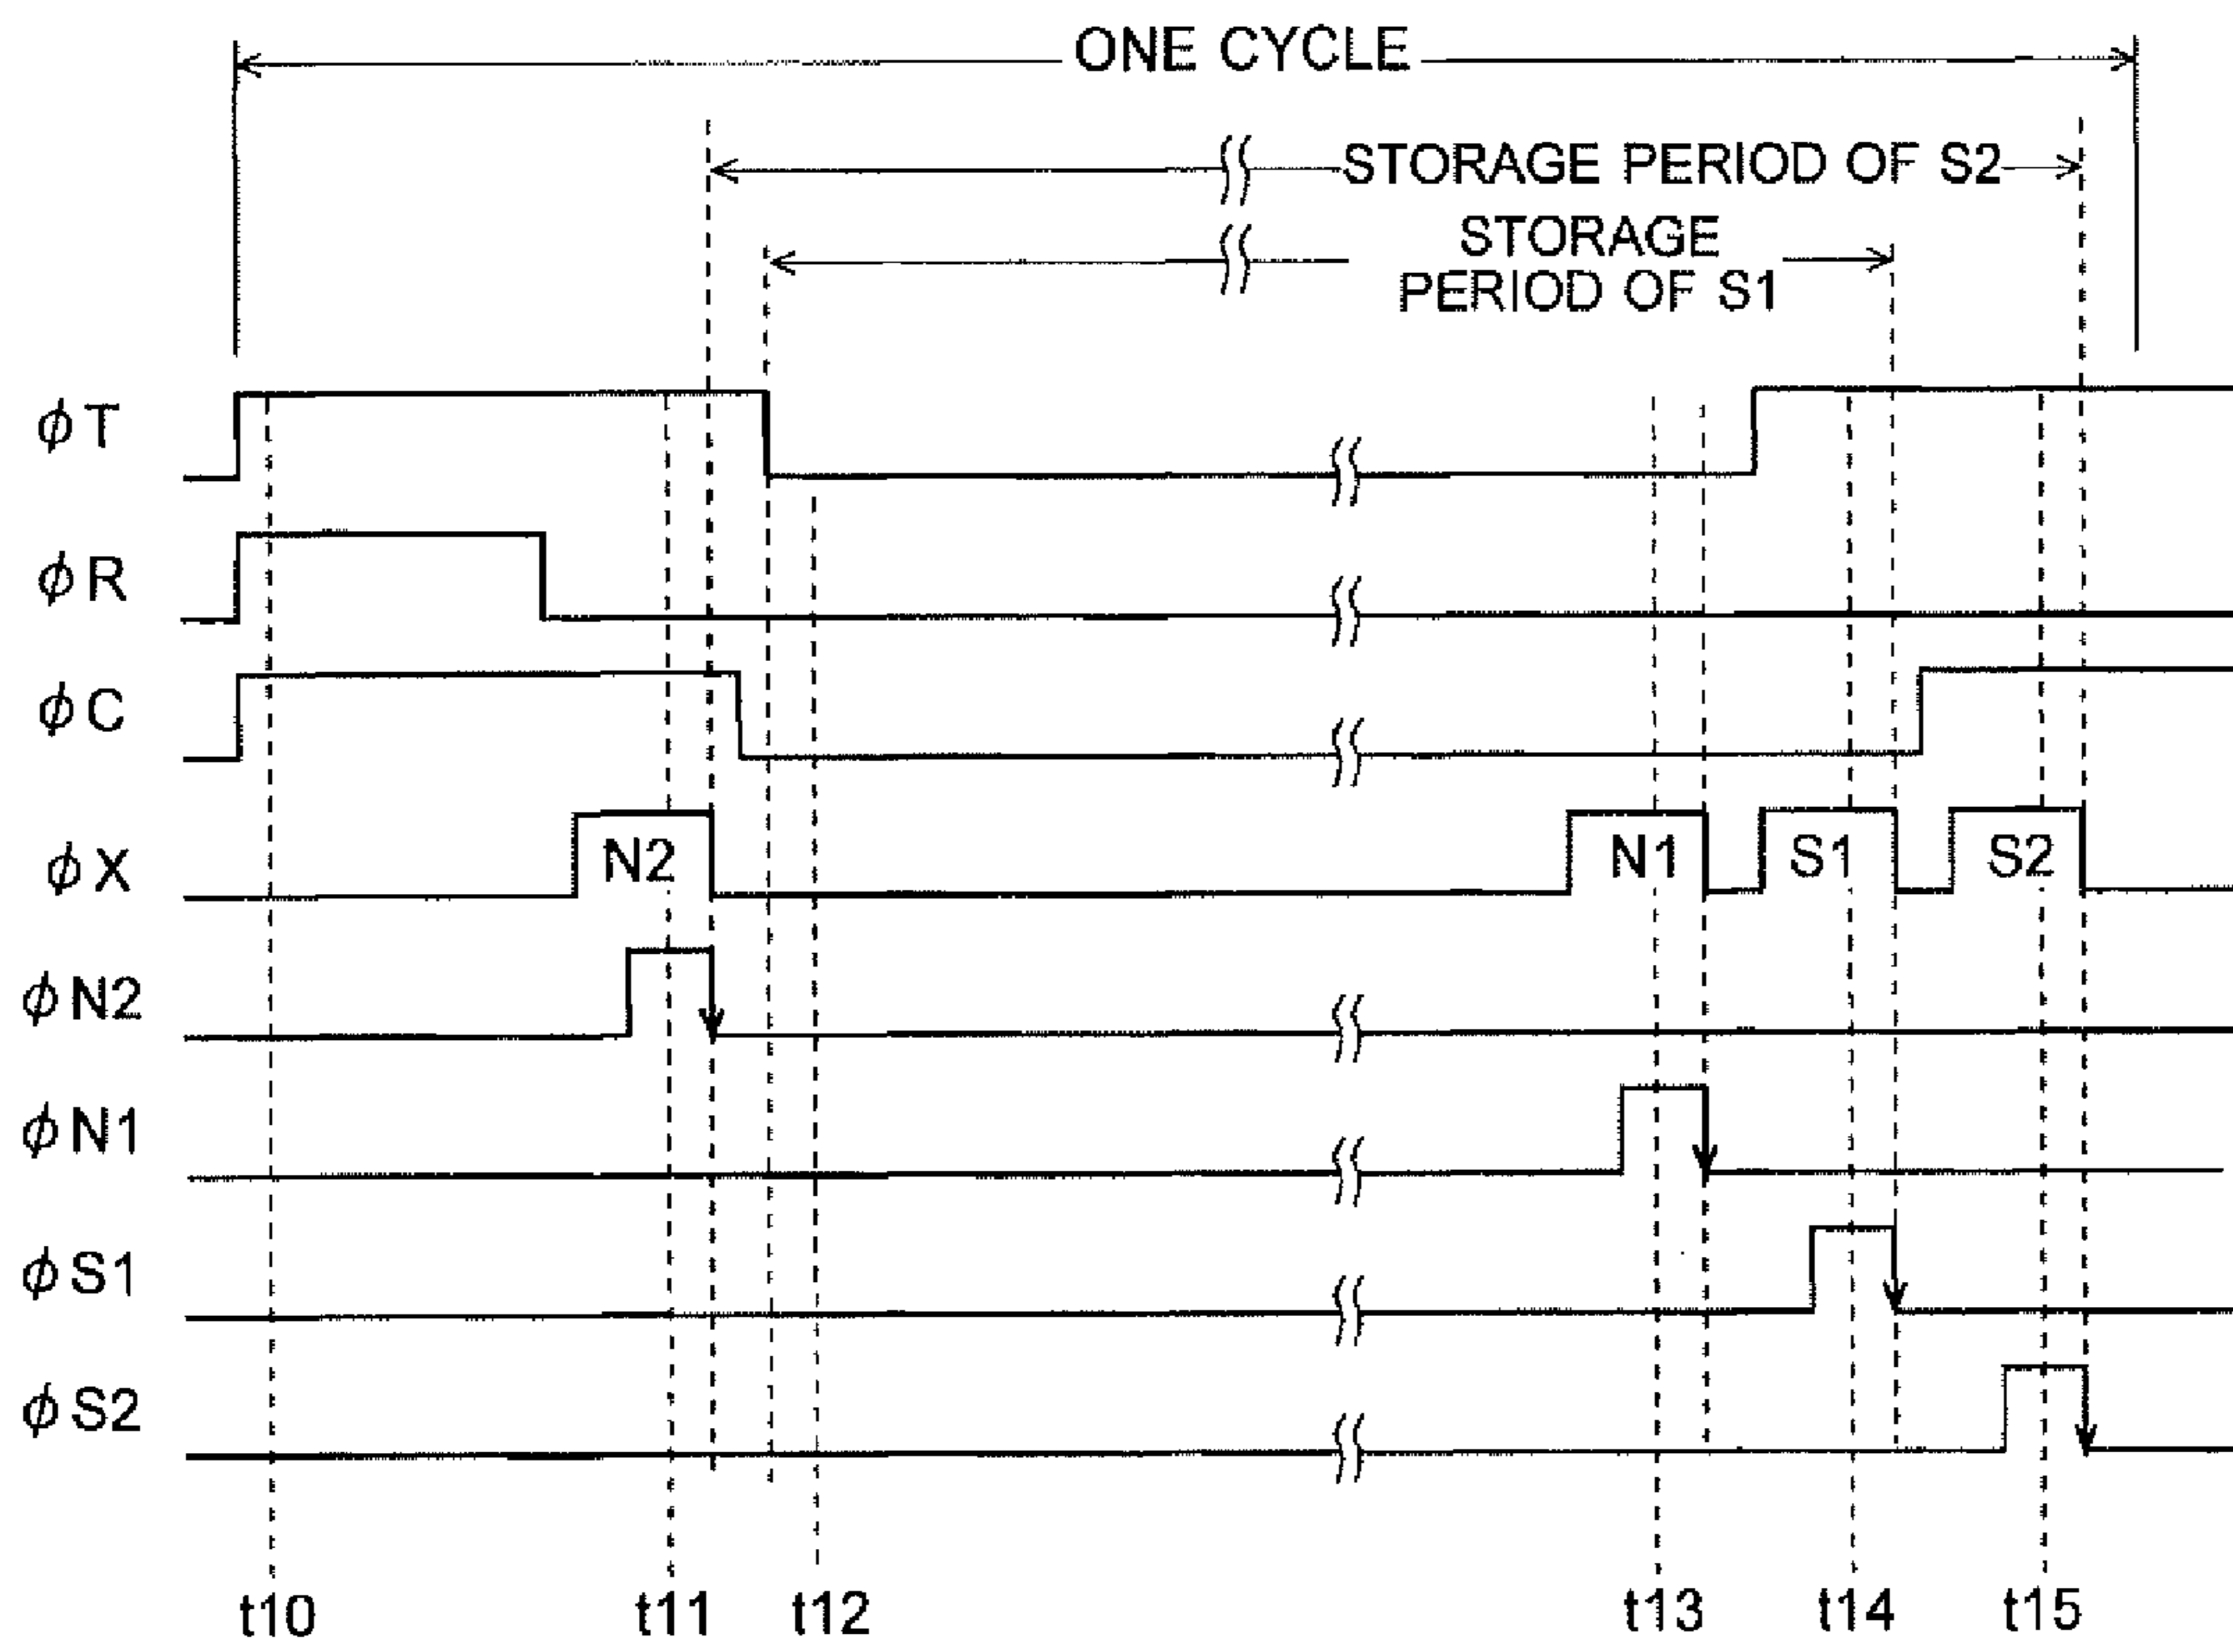 ONE CYCLE
STORAGE PERIOD OF S2
STORAGE
PERIOD OF S1
ϕT
ϕR
ϕC
ϕX
N2
N1
S1
S2
ϕN2
ϕN1
ϕS1
ϕS2
t10
t11
t12
t13
t14
t15